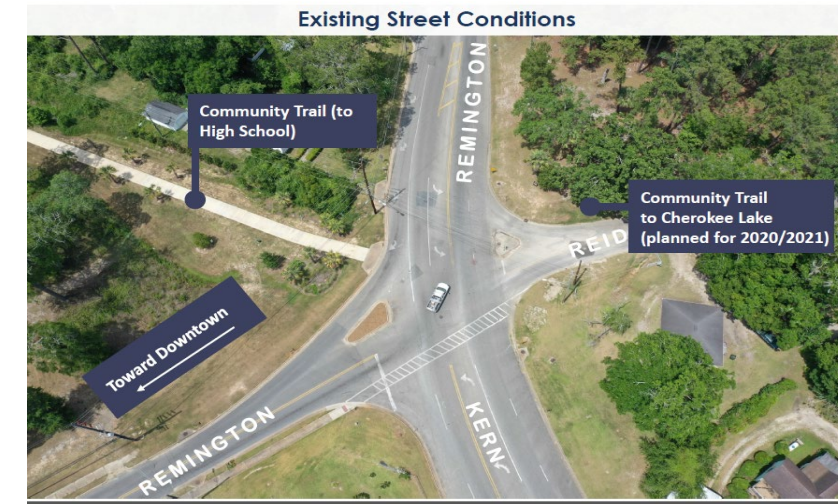 Existing Street Conditions
REMINGTON
Community Trail (to
High School)
Community Trail
to Cherokee Lake
(planned for 2020/2021)
REID
Toward Downtown
REMINGTON
KERN